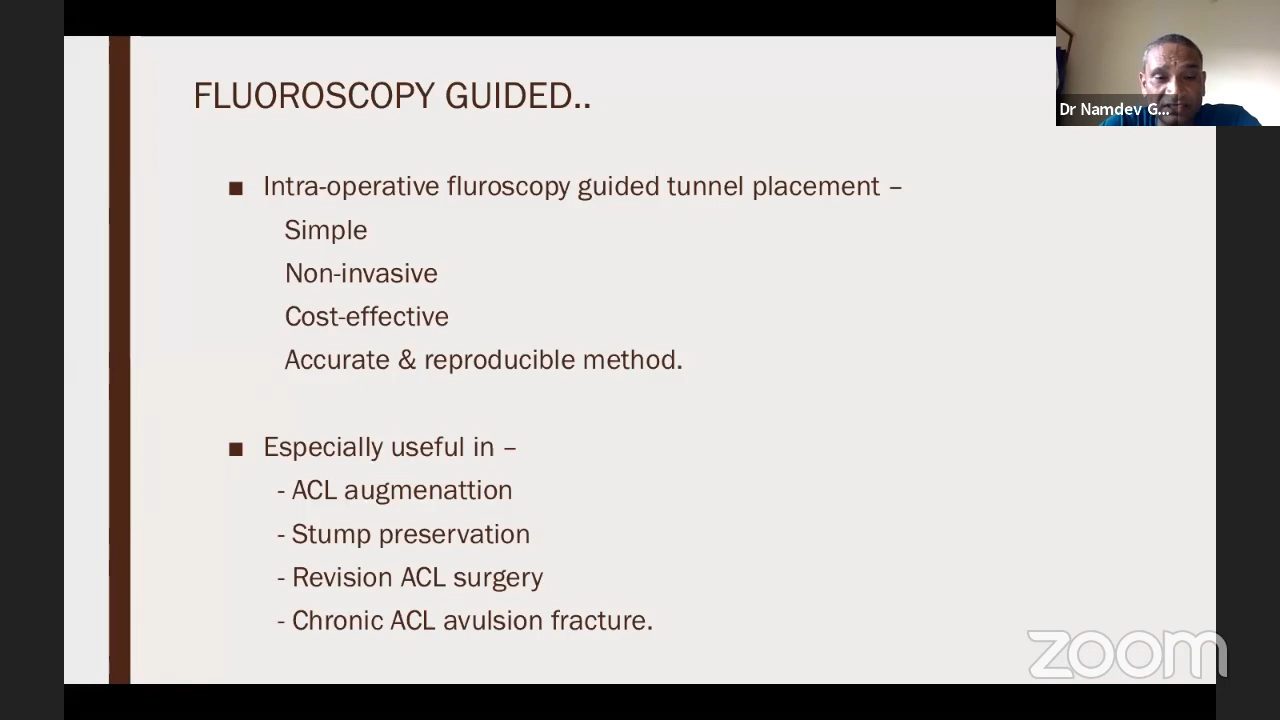 FLUOROSCOPY GUIDED..
Dr Namdev G...
■ Intra-operative fluroscopy guided tunnel placement –
Simple
Non-invasive
Cost-effective
Accurate & reproducible method.
■ Especially useful in –
- ACL augmenattion
- Stump preservation
- Revision ACL surgery
- Chronic ACL avulsion fracture.
zoom